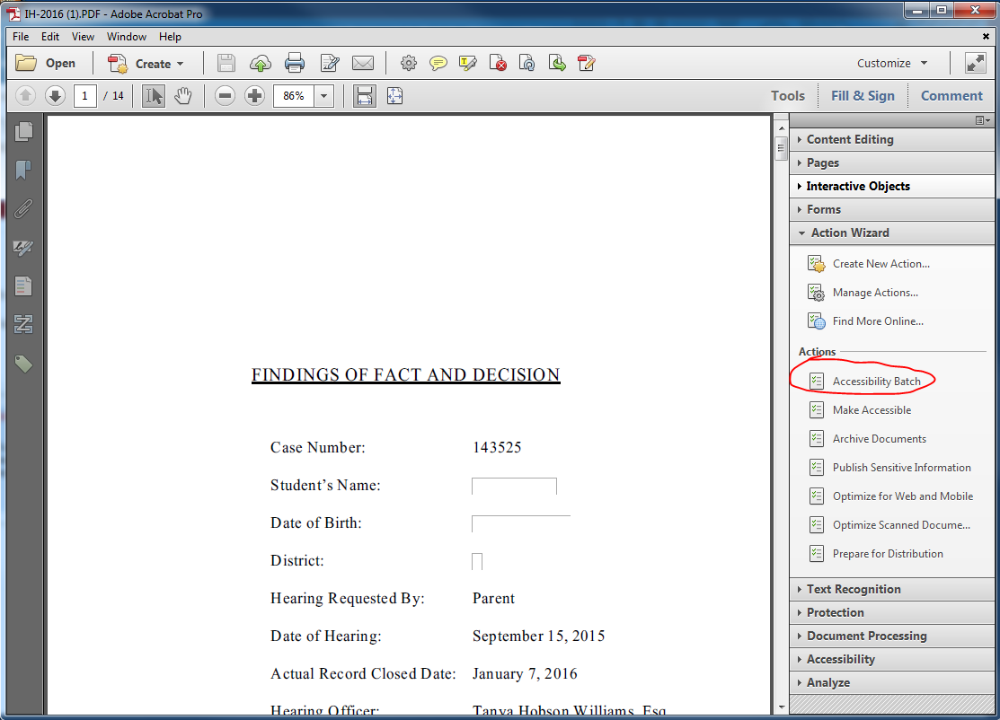 IH-2016 (1).PDF - Adobe Acrobat Pro
File Edit View Window Help
Open Create Customize
1 / 14 86% Tools Fill & Sign Comment
FINDINGS OF FACT AND DECISION
Case Number: 143525
Student’s Name:
Date of Birth:
District:
Hearing Requested By: Parent
Date of Hearing: September 15, 2015
Actual Record Closed Date: January 7, 2016
Hearing Officer: Tanya Hobson Williams, Esq
Content Editing
Pages
Interactive Objects
Forms
Action Wizard
Create New Action...
Manage Actions...
Find More Online...
Actions
Accessibility Batch
Make Accessible
Archive Documents
Publish Sensitive Information
Optimize for Web and Mobile
Optimize Scanned Docume...
Prepare for Distribution
Text Recognition
Protection
Document Processing
Accessibility
Analyze